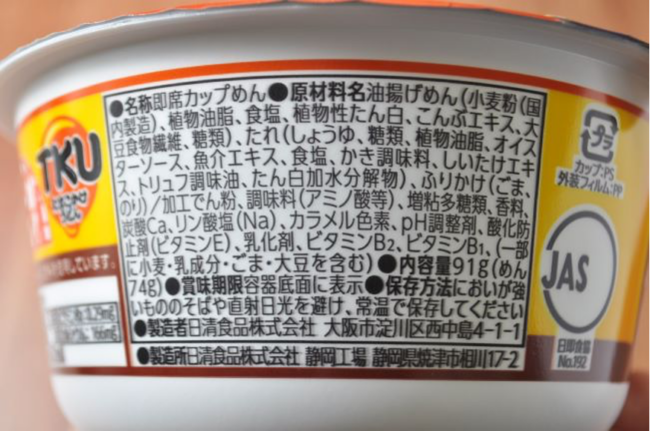 ●名称即席カップめん●原材料名油揚げめん(小麦粉(国
内製造)、植物油脂、食塩、植物性たん白、こんぶエキス、大
豆食物繊維、糖類)、たれ(しょうゆ、糖類、植物油脂、オイス
ターソース、魚介エキス、食塩、かき調味料、しいたけエキ
ス、トリュフ調味油、たん白加水分解物)、ふりかけ(ごま、
のり)/加工でん粉、調味料(アミノ酸等)、増粘多糖類、香料、
炭酸Ca、リン酸塩(Na)、カラメル色素、pH調整剤、酸化防
止剤(ビタミンE)、乳化剤、ビタミンB2、ビタミンB1、(一部
に小麦・乳成分・ごま・大豆を含む)●内容量91g(めん
74g)●賞味期限容器底面に表示●保存方法においが強
いもののそばや直射日光を避け、常温で保存してください
●製造者日清食品株式会社 大阪市淀川区西中島4-1-1
●製造所日清食品株式会社 静岡工場 静岡県焼津市相川17-2
TKU
プラ
カップ:PS
外装フィルム:PP
JAS
日即食協
No.192